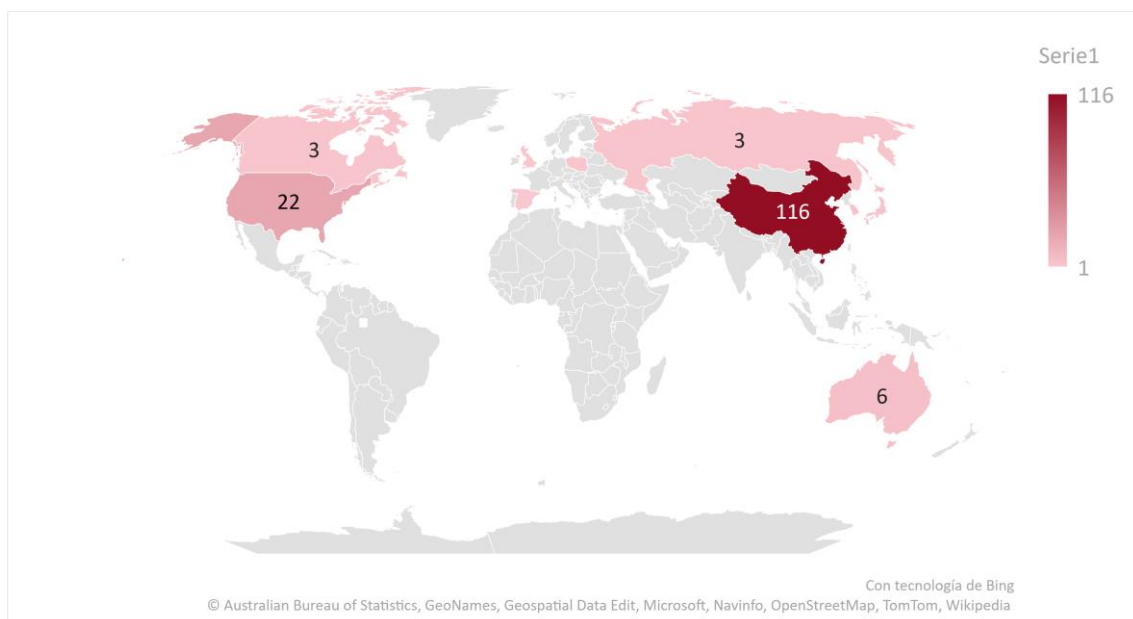 Serie1
116
1
3
3
22
116
6
Con tecnología de Bing
© Australian Bureau of Statistics, GeoNames, Geospatial Data Edit, Microsoft, Navinfo, OpenStreetMap, TomTom, Wikipedia